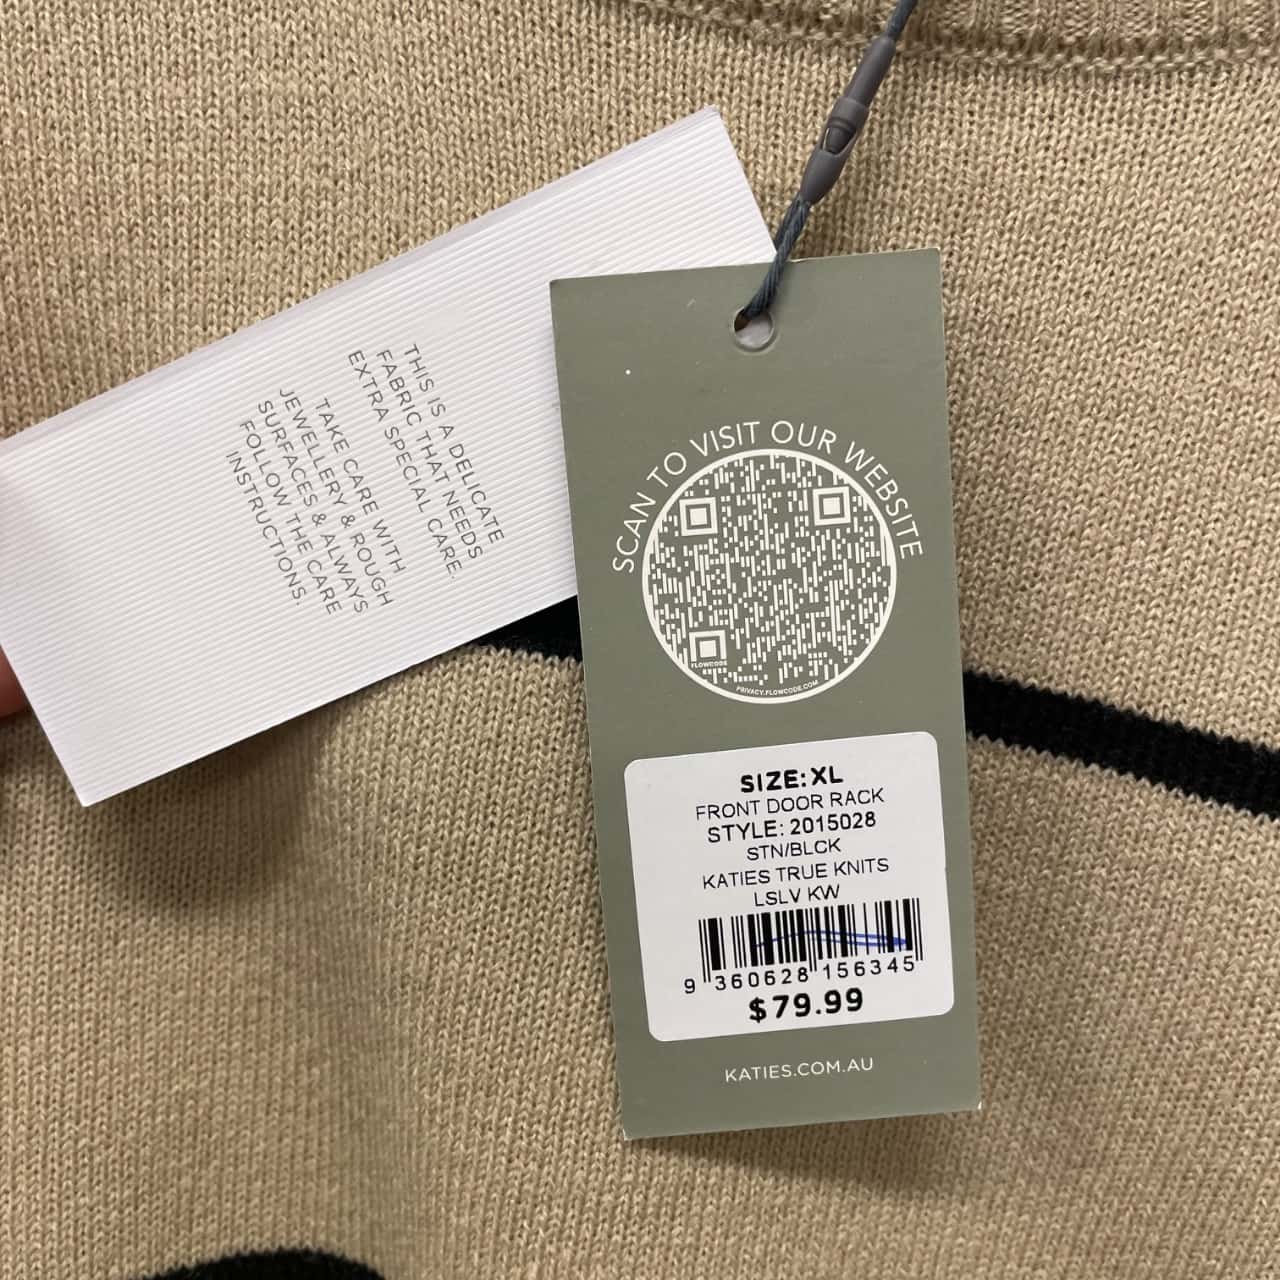 THIS IS A DELICATE
FABRIC THAT NEEDS
EXTRA SPECIAL CARE.
TAKE CARE WITH
JEWELLERY & ROUGH
SURFACES & ALWAYS
FOLLOW THE CARE
INSTRUCTIONS.
SCAN TO VISIT OUR WEBSITE
FLOWCODE
PRIVACY.FLOWCODE.COM
SIZE: XL
FRONT DOOR RACK
STYLE: 2015028
STN/BLCK
KATIES TRUE KNITS
LSLV KW
9 360628 156345
$79.99
KATIES.COM.AU